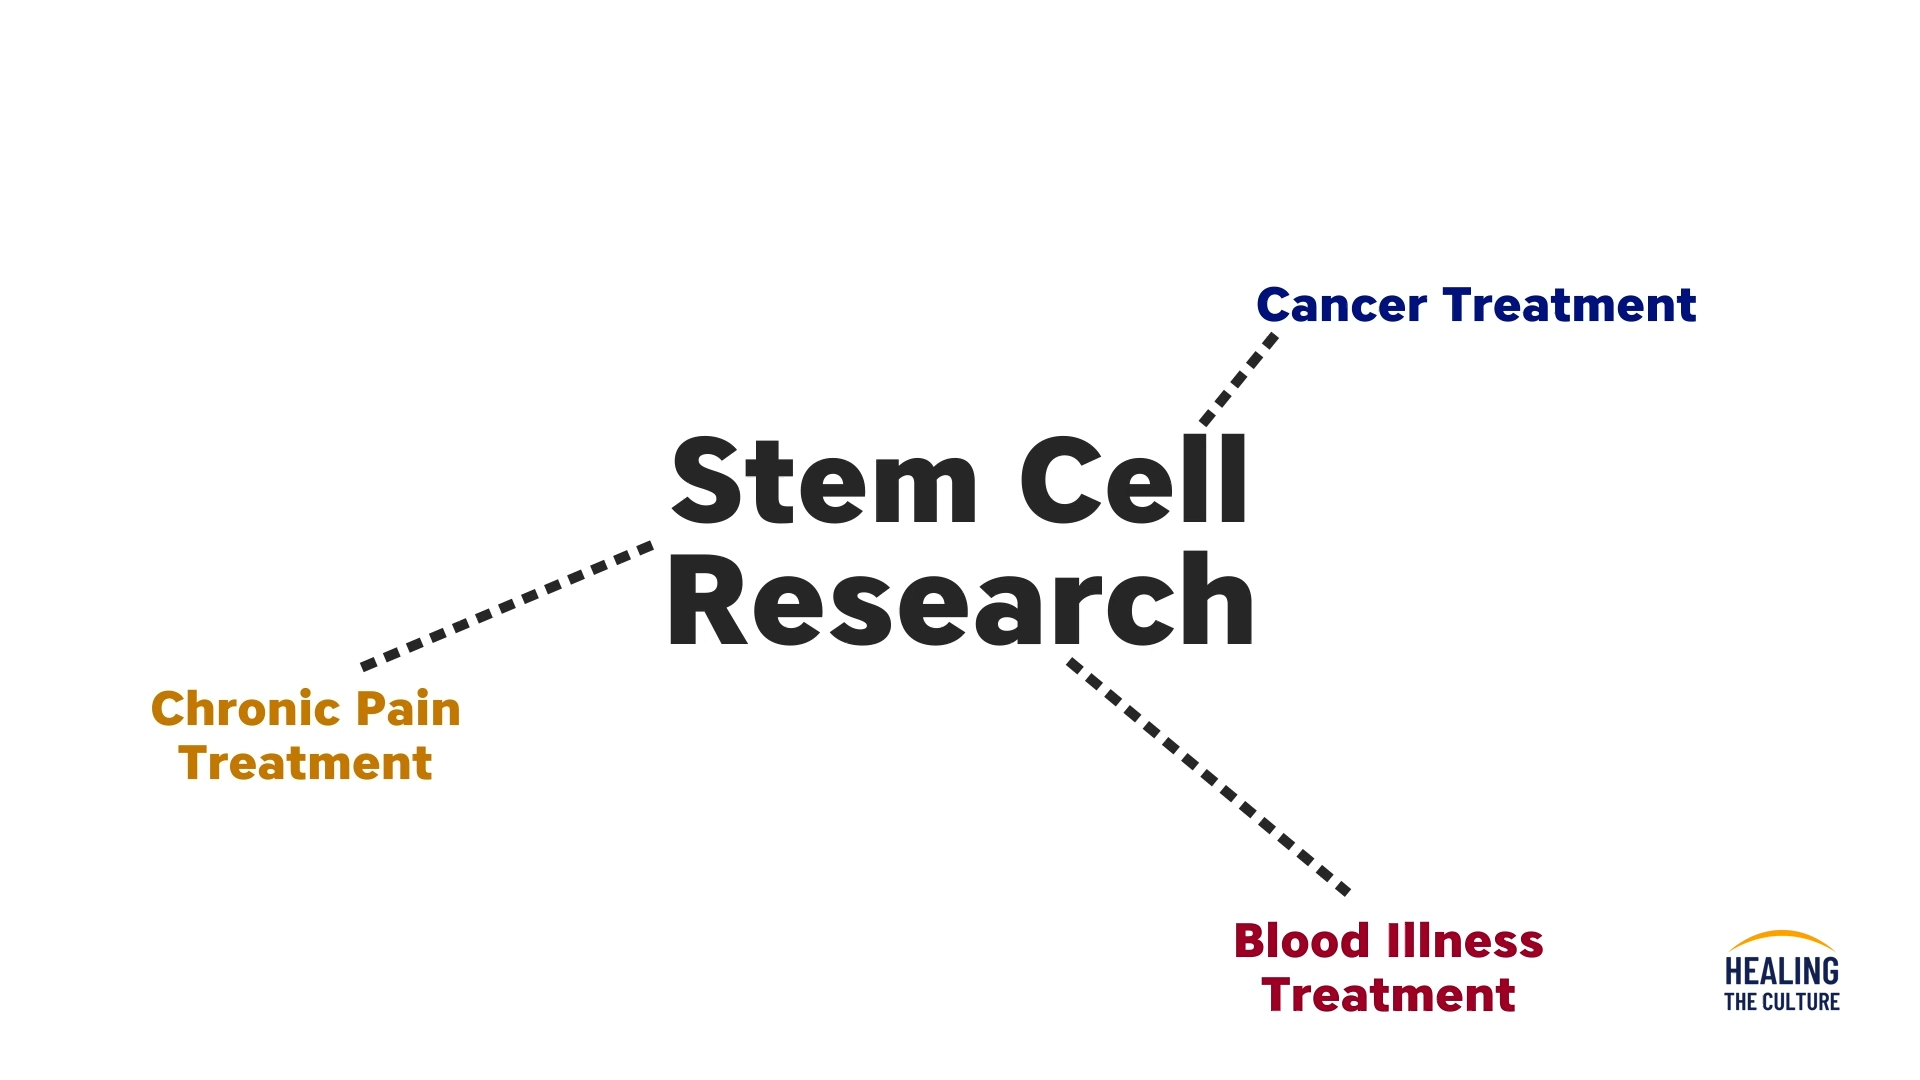 Cancer Treatment
Stem Cell
Research
Chronic Pain
Treatment
Blood Illness
Treatment
HEALING
THE CULTURE